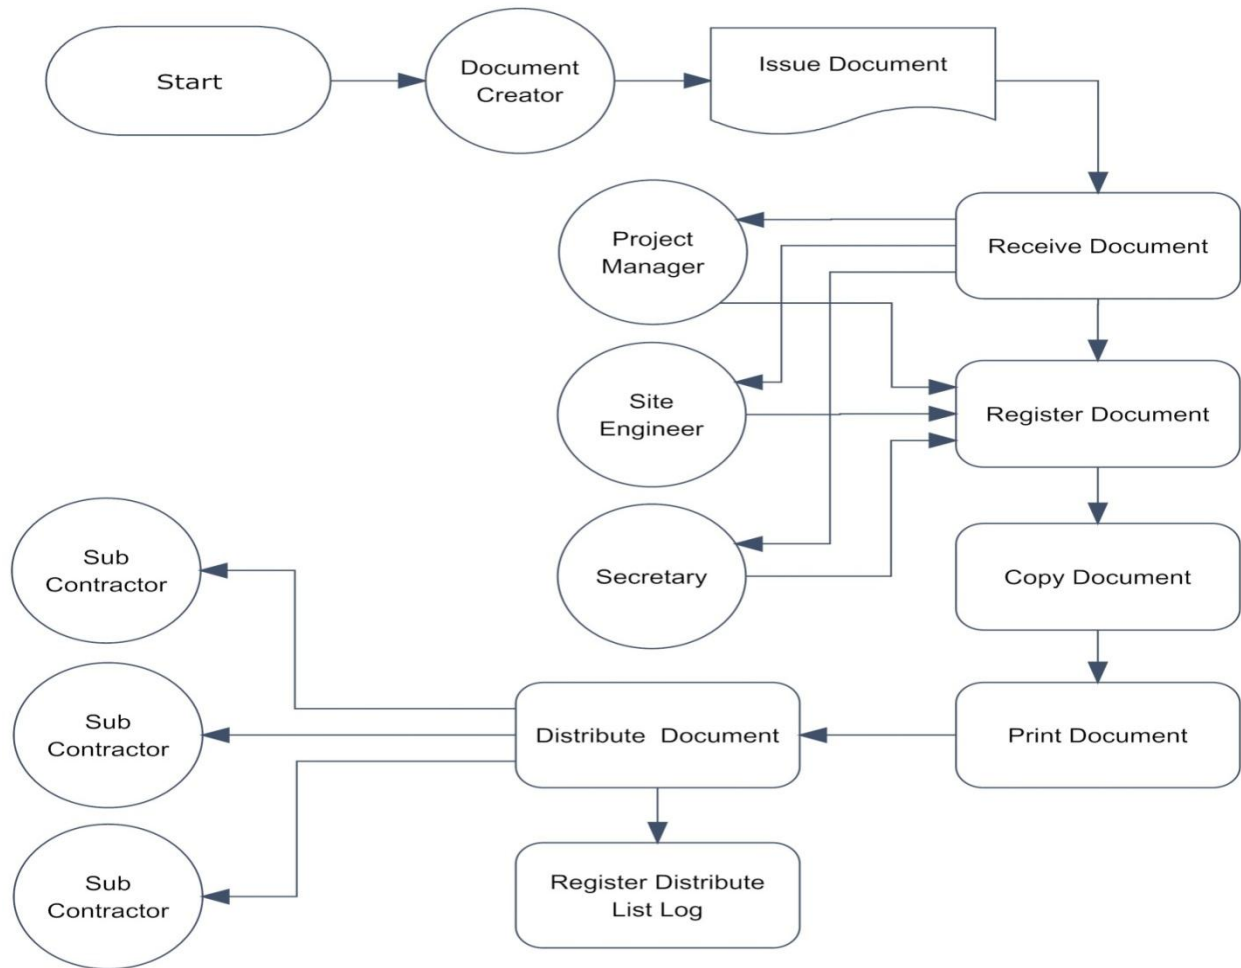 Start
Document
Creator
Issue Document
Project
Manager
Receive Document
Site
Engineer
Register Document
Sub
Contractor
Secretary
Copy Document
Sub
Contractor
Distribute  Document
Print Document
Sub
Contractor
Register Distribute
List Log